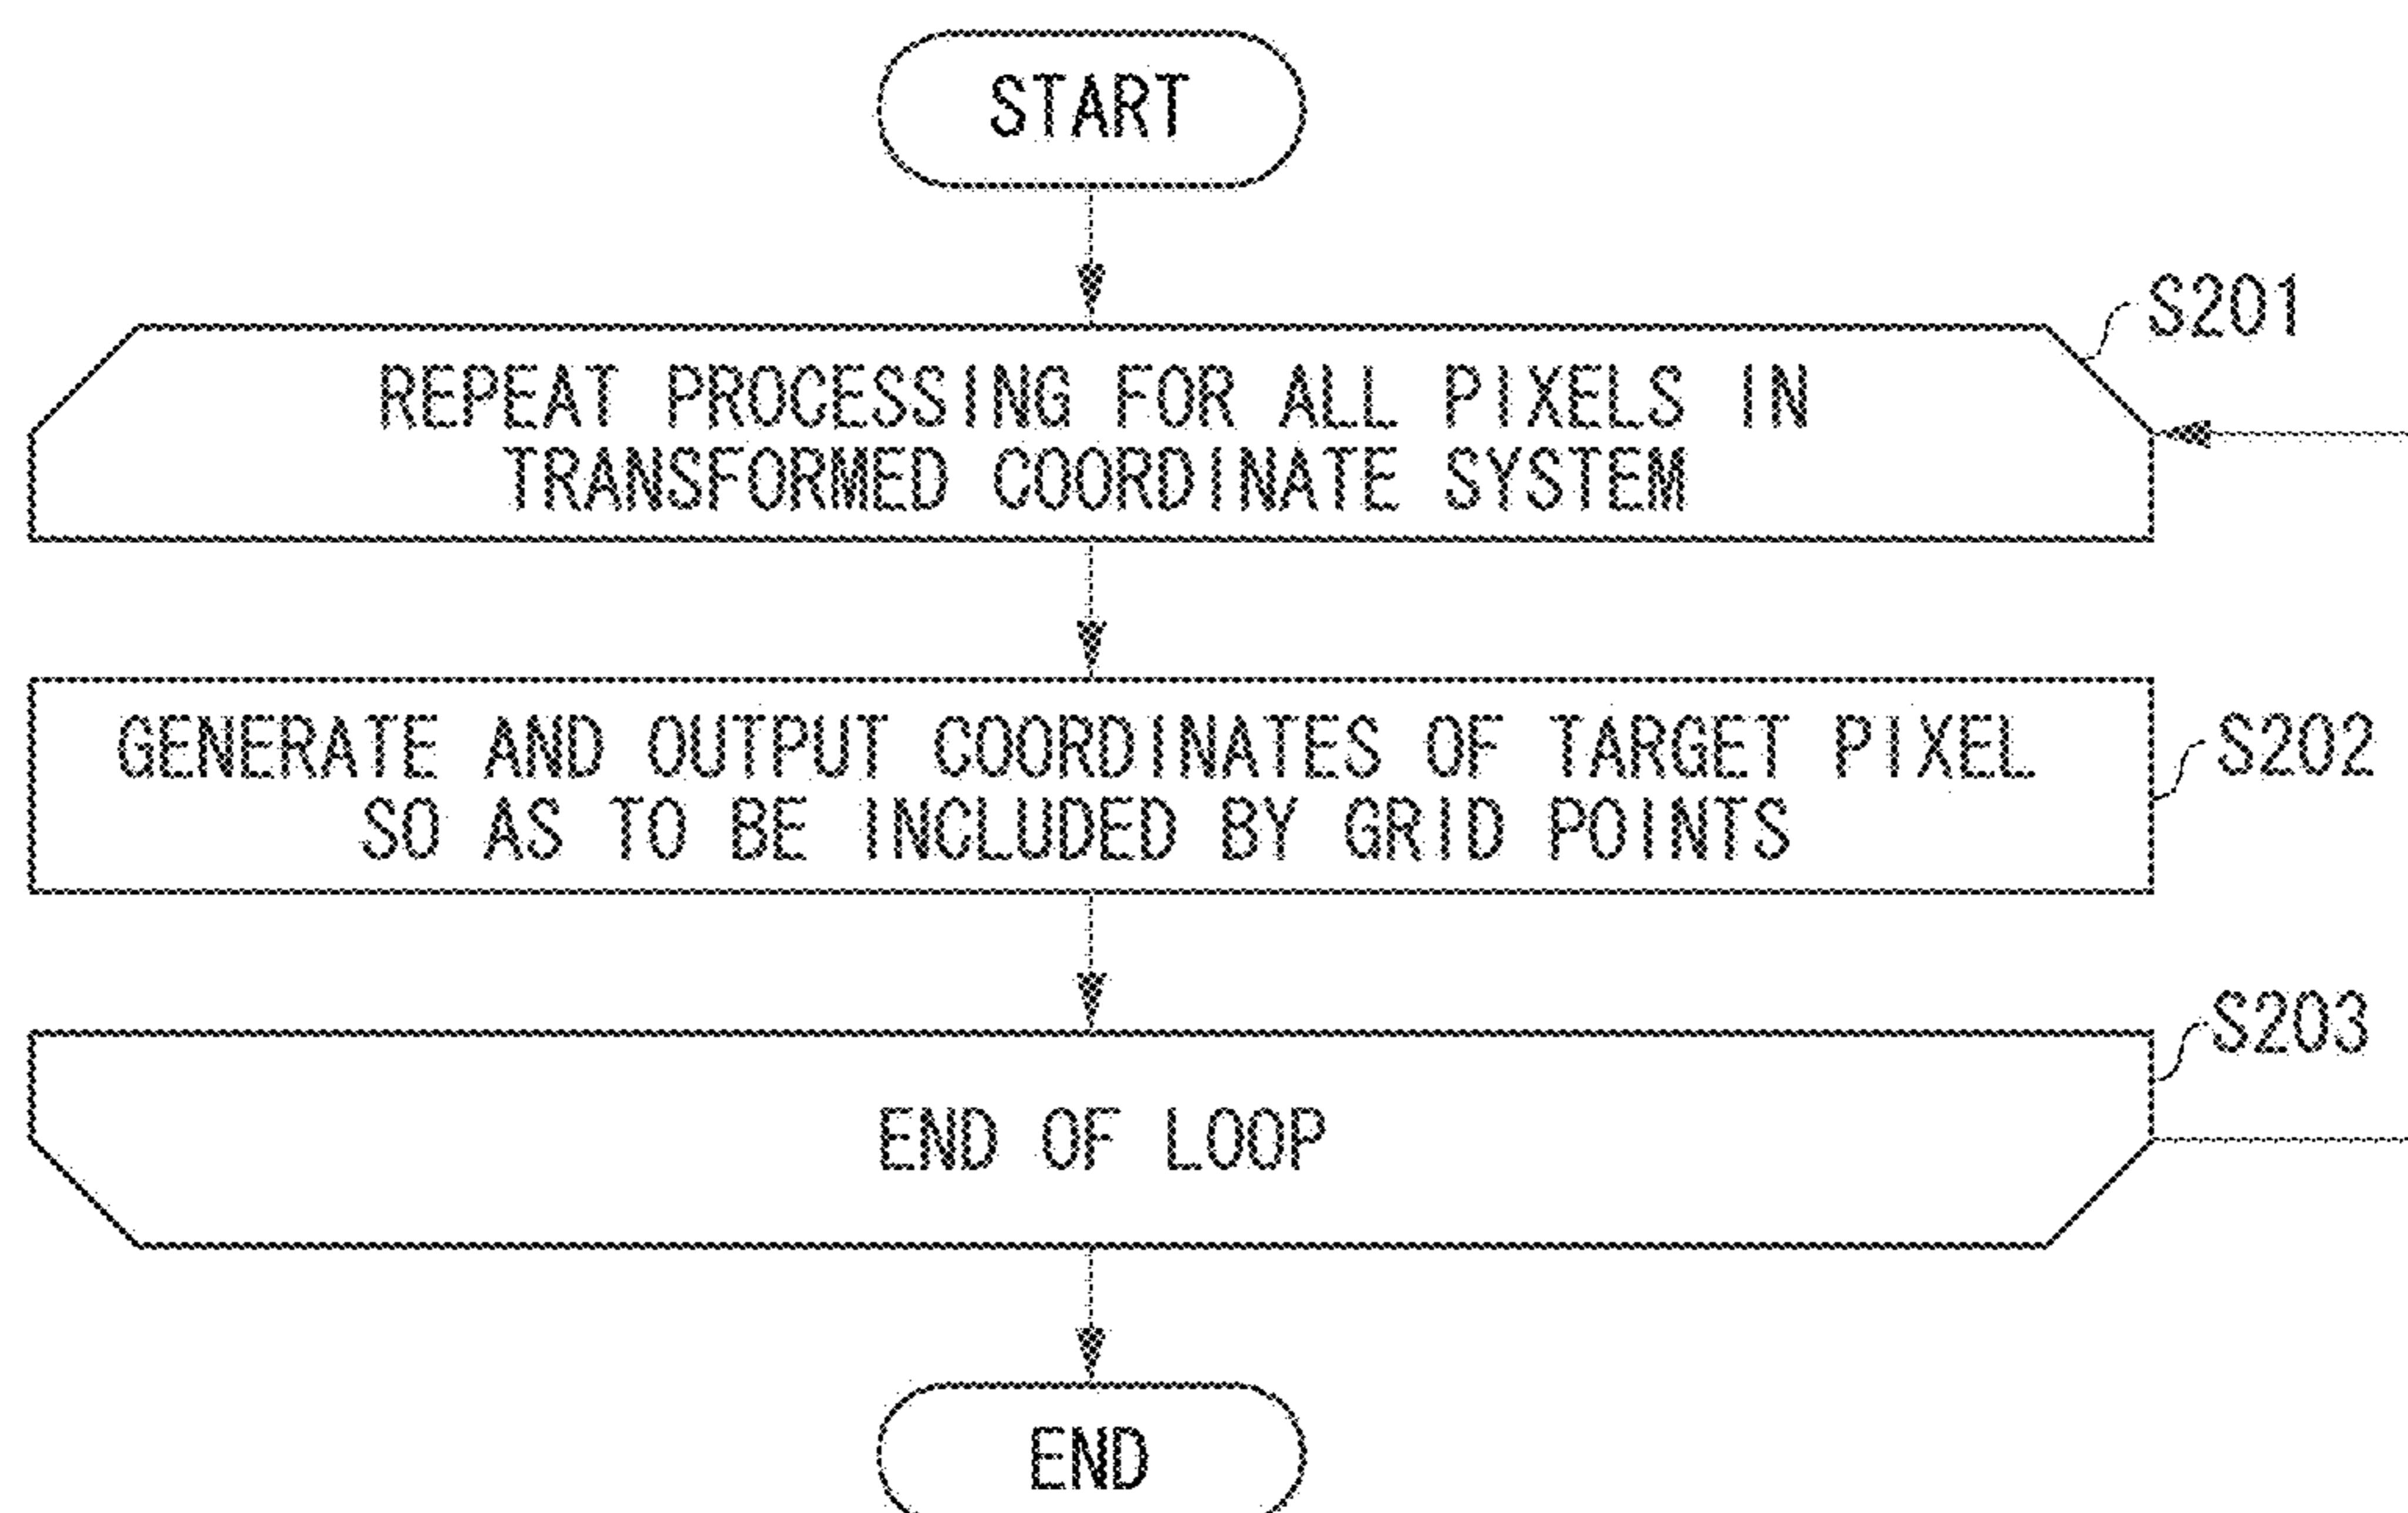 START
S201
REPEAT PROCESSING FOR ALL PIXELS IN
TRANSFORMED COORDINATE SYSTEM
GENERATE AND OUTPUT COORDINATES OF TARGET PIXEL
SO AS TO BE INCLUDED BY GRID POINTS
S202
S203
END OF LOOP
END